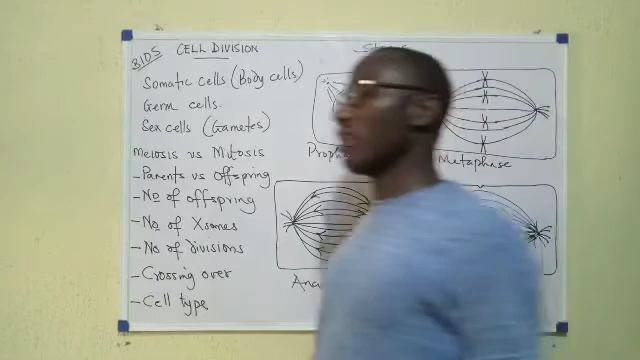 BIOS
CELL DIVISION
Somatic cells (Body cells)
Germ cells.
Sex cells (Gametes)
Meiosis vs Mitosis
- Parents vs Offspring
- No of offspring
- No of Xsomes
- No of divisions
- Crossing over
- Cell type
Metaphase